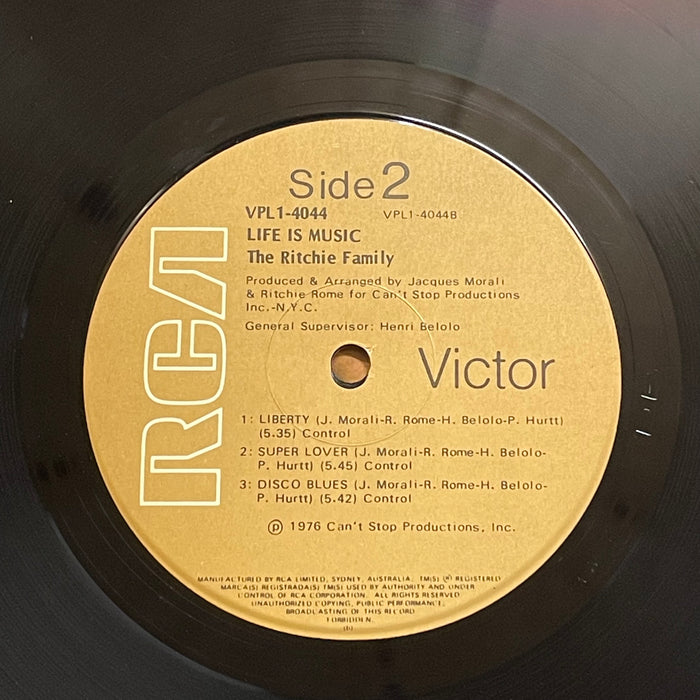 Side 2
VPL1-4044 VPL1-4044B
LIFE IS MUSIC
The Ritchie Family
Produced & Arranged by Jacques Morali
& Ritchie Rome for Can't Stop Productions
Inc.-N.Y.C.
General Supervisor: Henri Belolo
RCA
Victor
1: LIBERTY (J. Morali-R. Rome-H. Belolo-P. Hurtt)
(5.35) Control
2: SUPER LOVER (J. Morali-R. Rome-H. Belolo-
P. Hurtt) (5.45) Control
3: DISCO BLUES (J. Morali-R. Rome-H. Belolo-
P. Hurtt) (5.42) Control
℗ 1976 Can't Stop Productions, Inc.
MANUFACTURED BY RCA LIMITED, SYDNEY, AUSTRALIA. TM(S) ® REGISTERED
MARCA(S) REGISTRADA(S) TM(S) USED BY AUTHORITY AND UNDER
CONTROL OF RCA CORPORATION. ALL RIGHTS RESERVED
UNAUTHORIZED COPYING, PUBLIC PERFORMANCE,
BROADCASTING OF THIS RECORD
FORBIDDEN.